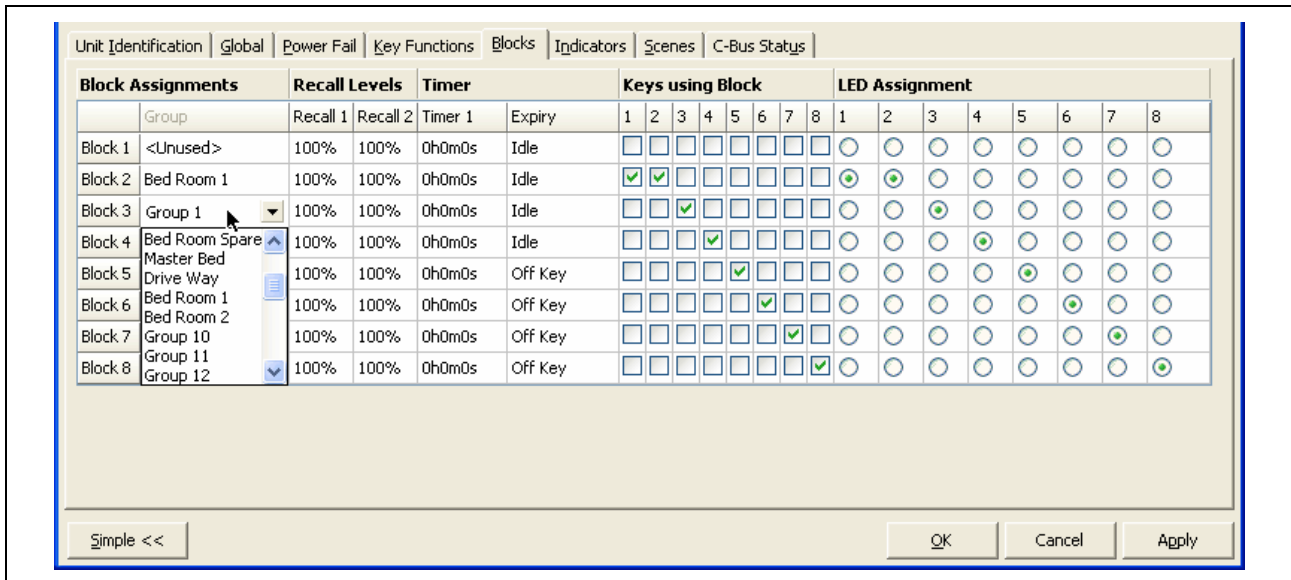 Unit Identification Global Power Fail Key Functions Blocks Indicators Scenes C-Bus Status
Block Assignments Recall Levels Timer Keys using Block LED Assignment
Group Recall 1 Recall 2 Timer 1 Expiry 1 2 3 4 5 6 7 8 1 2 3 4 5 6 7 8
Block 1 <Unused> 100% 100% 0h0m0s Idle
Block 2 Bed Room 1 100% 100% 0h0m0s Idle
Block 3 Group 1 100% 100% 0h0m0s Idle
Block 4 100% 100% 0h0m0s Idle
Block 5 100% 100% 0h0m0s Off Key
Block 6 100% 100% 0h0m0s Off Key
Block 7 100% 100% 0h0m0s Off Key
Block 8 100% 100% 0h0m0s Off Key
Bed Room Spare
Master Bed
Drive Way
Bed Room 1
Bed Room 2
Group 10
Group 11
Group 12
Simple << OK Cancel Apply